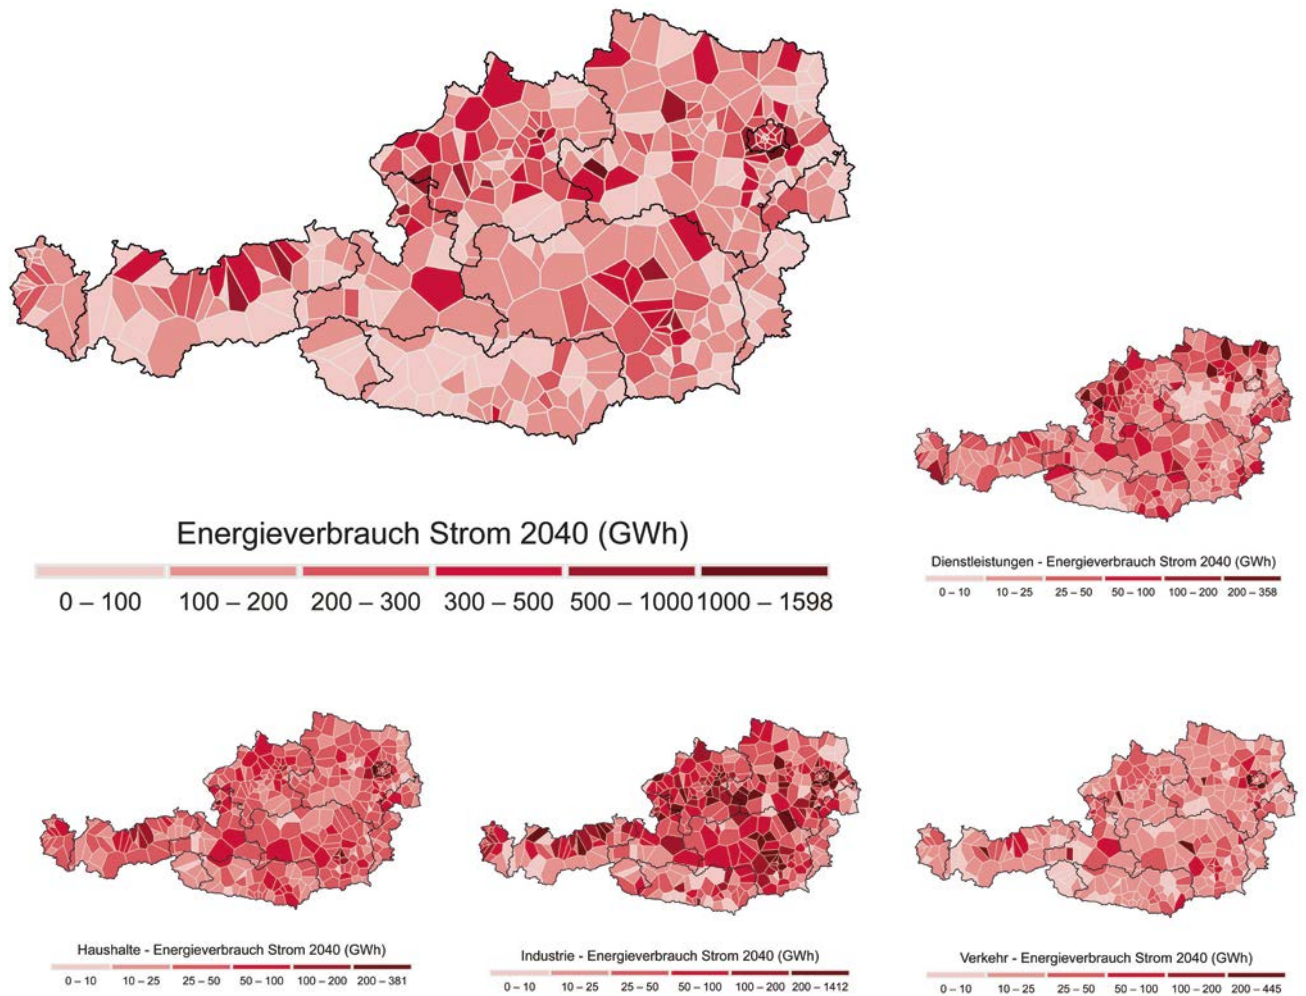 Energieverbrauch Strom 2040 (GWh)
0 – 100 100 – 200 200 – 300 300 – 500 500 – 1000 1000 – 1598
Dienstleistungen - Energieverbrauch Strom 2040 (GWh)
0 – 10 10 – 25 25 – 50 50 – 100 100 – 200 200 – 358
Haushalte - Energieverbrauch Strom 2040 (GWh)
0 – 10 10 – 25 25 – 50 50 – 100 100 – 200 200 – 381
Industrie - Energieverbrauch Strom 2040 (GWh)
0 – 10 10 – 25 25 – 50 50 – 100 100 – 200 200 – 1412
Verkehr - Energieverbrauch Strom 2040 (GWh)
0 – 10 10 – 25 25 – 50 50 – 100 100 – 200 200 – 445